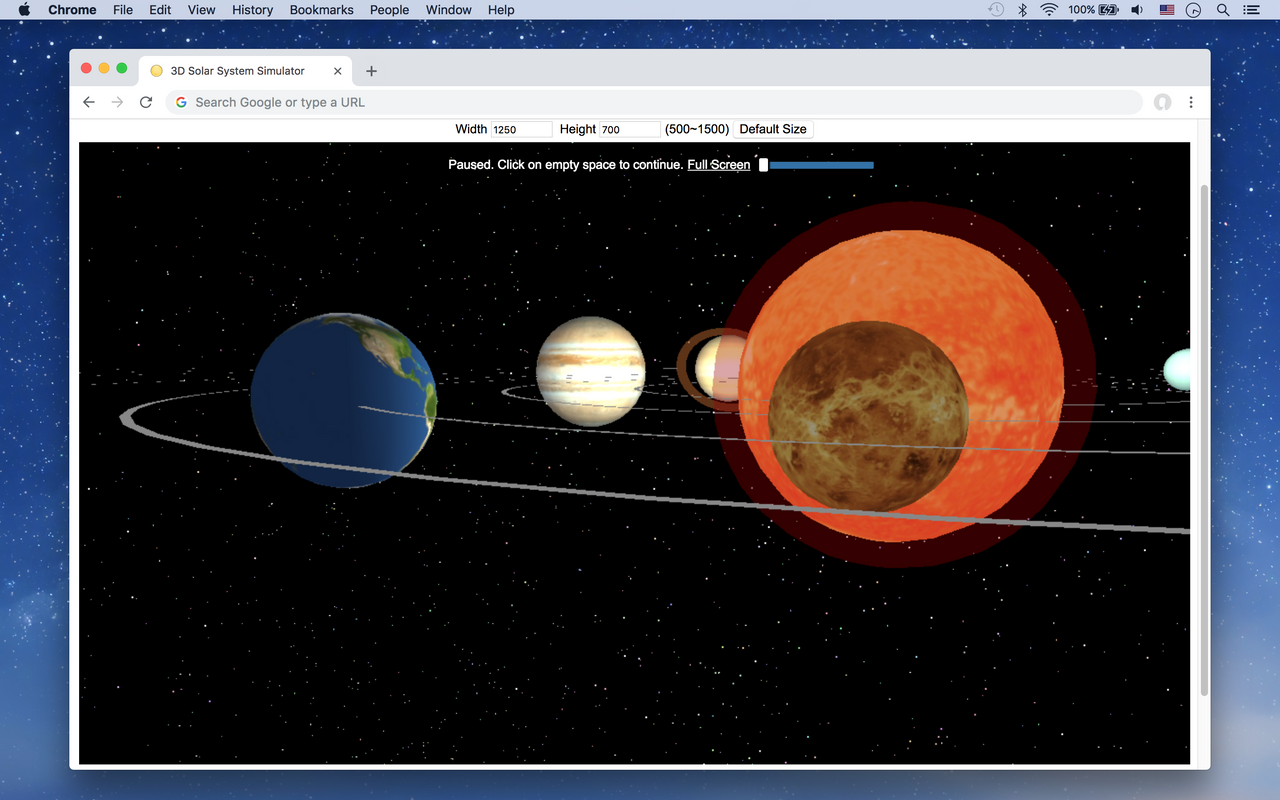 Chrome File Edit View History Bookmarks People Window Help 100%
3D Solar System Simulator
Search Google or type a URL
Width 1250 Height 700 (500~1500) Default Size
Paused. Click on empty space to continue. Full Screen